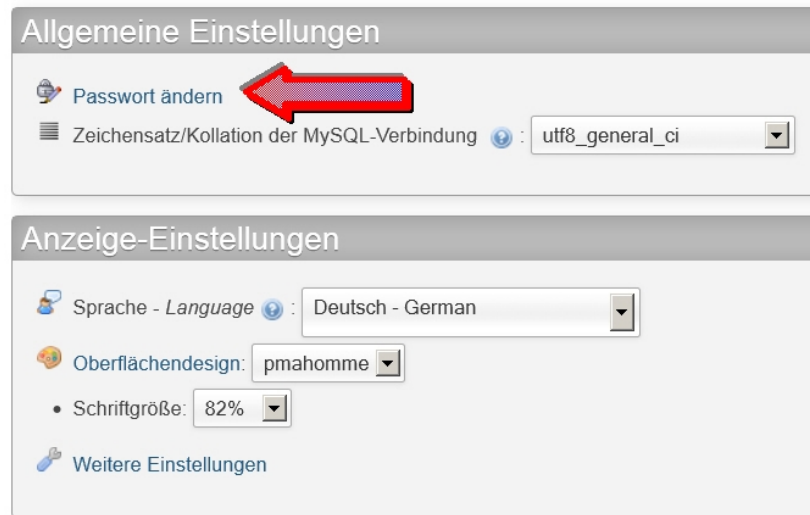 Allgemeine Einstellungen
Passwort ändern
Zeichensatz/Kollation der MySQL-Verbindung : utf8_general_ci
Anzeige-Einstellungen
Sprache - Language : Deutsch - German
Oberflächendesign: pmahomme
• Schriftgröße: 82%
Weitere Einstellungen